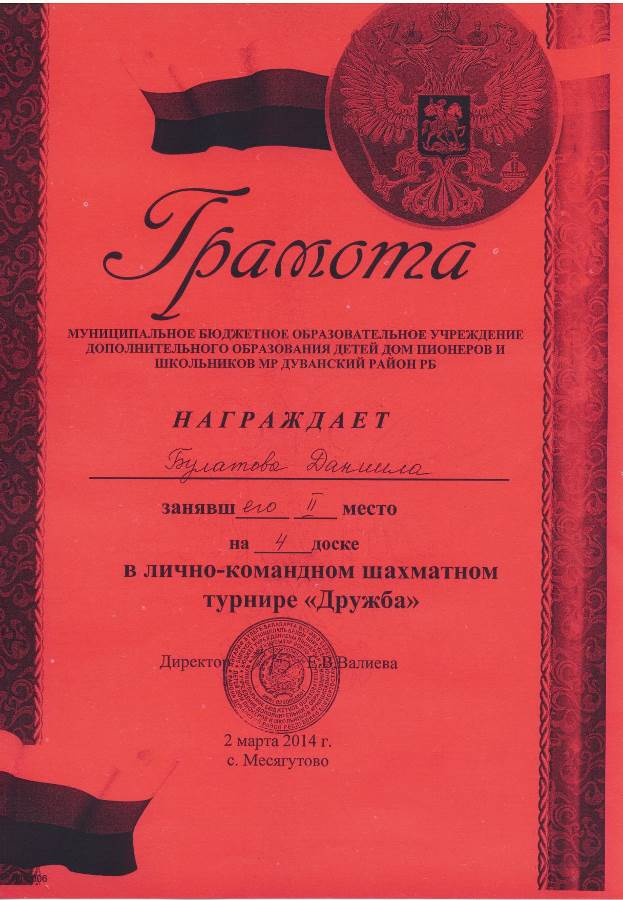 Грамота
МУНИЦИПАЛЬНОЕ БЮДЖЕТНОЕ ОБРАЗОВАТЕЛЬНОЕ УЧРЕЖДЕНИЕ
ДОПОЛНИТЕЛЬНОГО ОБРАЗОВАНИЯ ДЕТЕЙ ДОМ ПИОНЕРОВ И
ШКОЛЬНИКОВ МР ДУВАНСКИЙ РАЙОН РБ
НАГРАЖДАЕТ
Булатова Даниила
занявшего II место
на 4 доске
в лично-командном шахматном
турнире «Дружба»
Директор Е.В.Валиева
2 марта 2014 г.
с. Месягутово